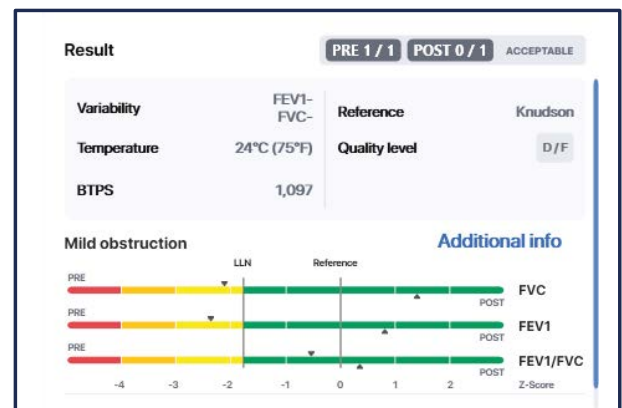 Result PRE 1 / 1 POST 0 / 1 ACCEPTABLE
Variability FEV1-
FVC-
Reference Knudson
Temperature 24°C (75°F) Quality level D/F
BTPS 1,097
Mild obstruction Additional info
LLN Reference
PRE
FVC
POST
PRE
FEV1
POST
PRE
FEV1/FVC
POST
-4 -3 -2 -1 0 1 2 Z-Score